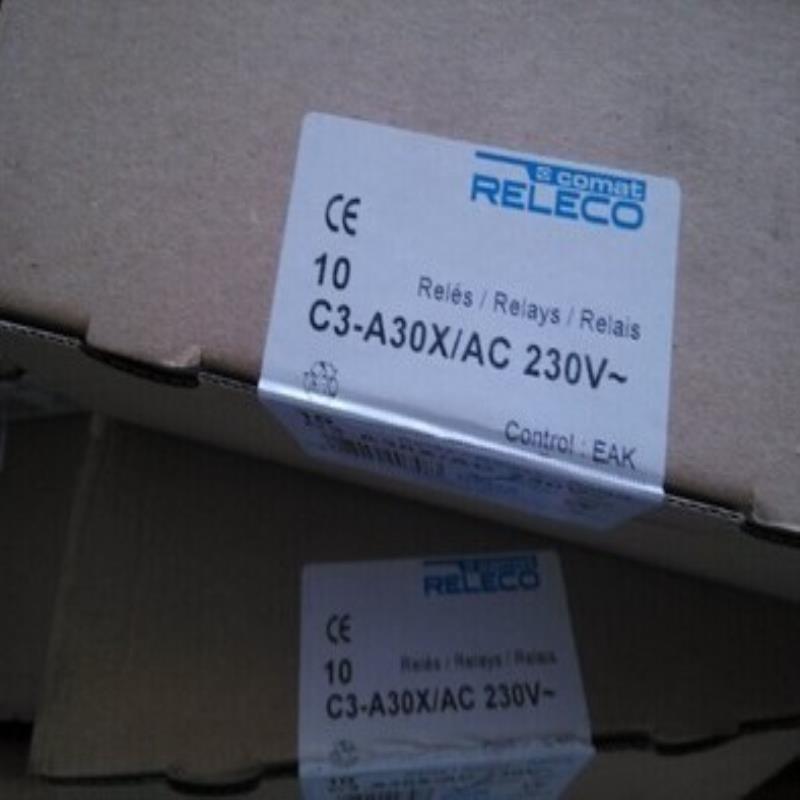 comat
RELECO
CE
10
Relés / Relays / Relais
C3-A30X/AC 230V~
Control : EAK
RELECO
CE
10
Relés / Relays / Relais
C3-A30X/AC 230V~